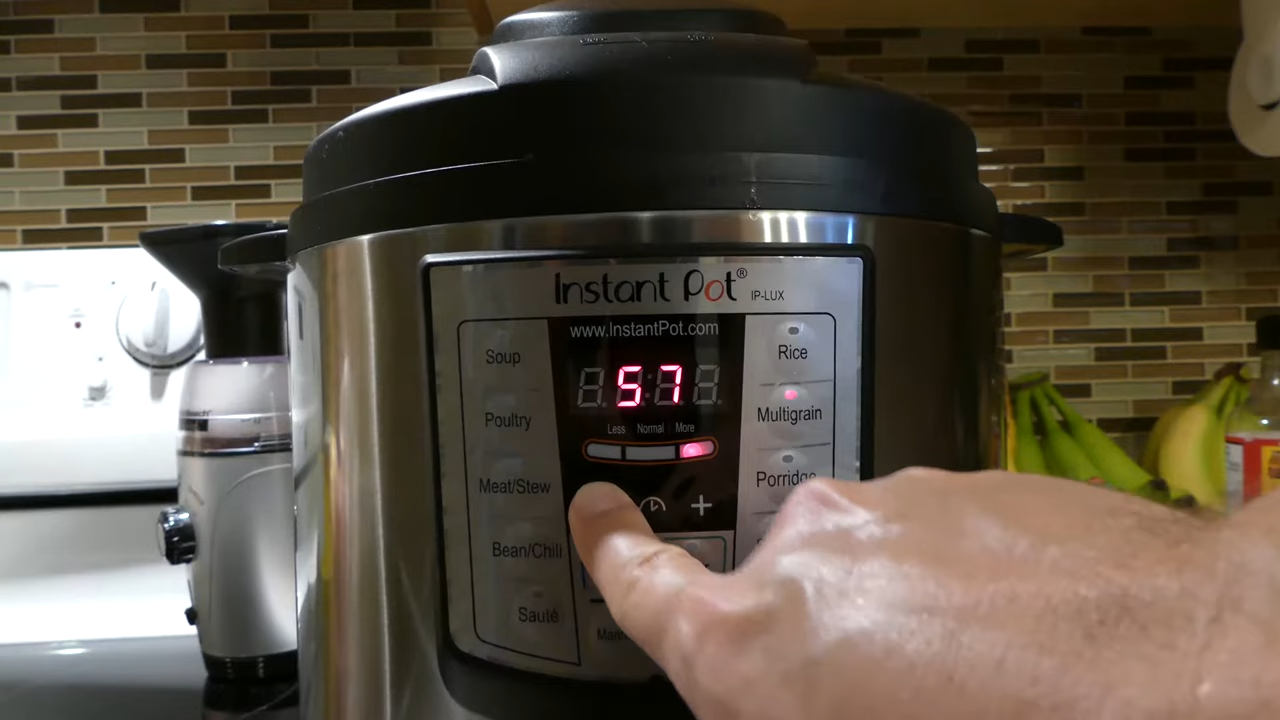 Instant Pot® IP-LUX
www.InstantPot.com
Soup
Poultry
Meat/Stew
Bean/Chili
Sauté
57
Less Normal More
+
Rice
Multigrain
Porridge